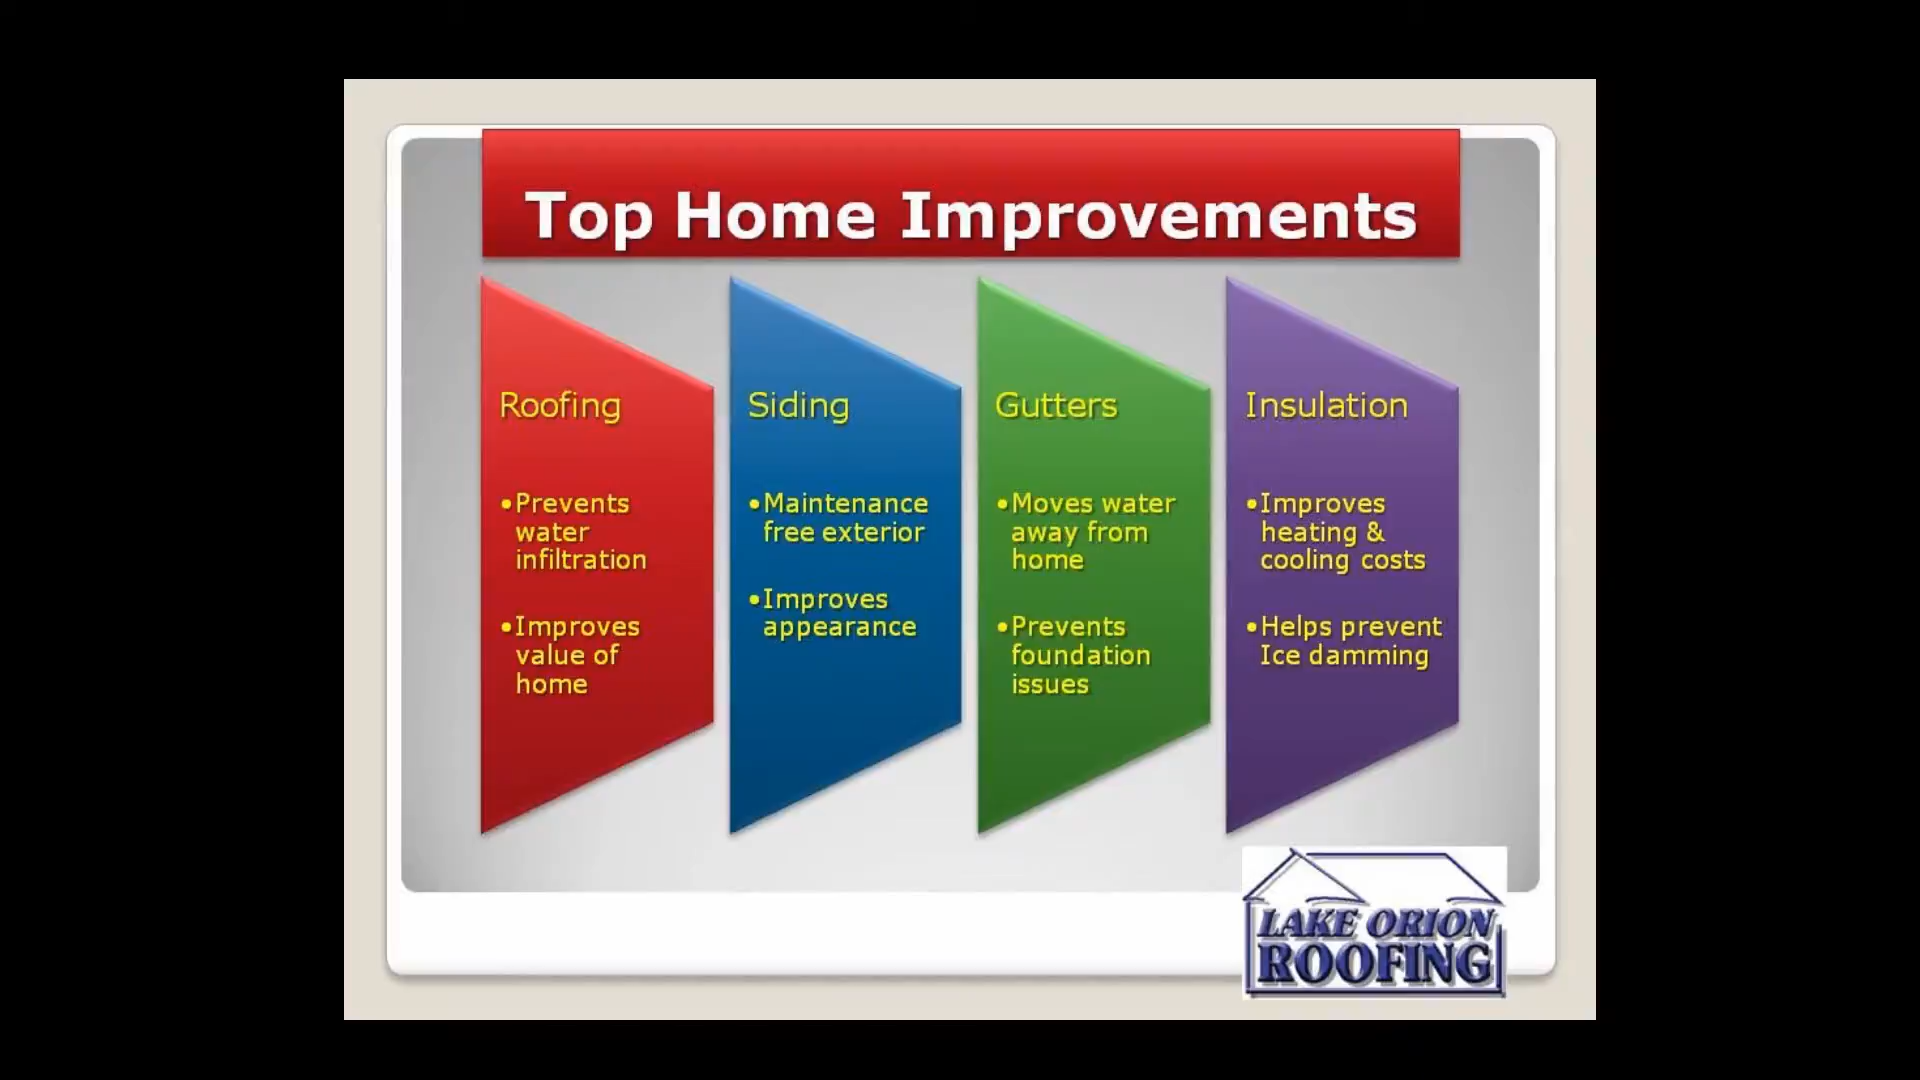 Top Home Improvements
Roofing
•Prevents
water
infiltration
•Improves
value of
home
Siding
•Maintenance
free exterior
•Improves
appearance
Gutters
•Moves water
away from
home
•Prevents
foundation
issues
Insulation
•Improves
heating &
cooling costs
•Helps prevent
Ice damming
LAKE ORION
ROOFING